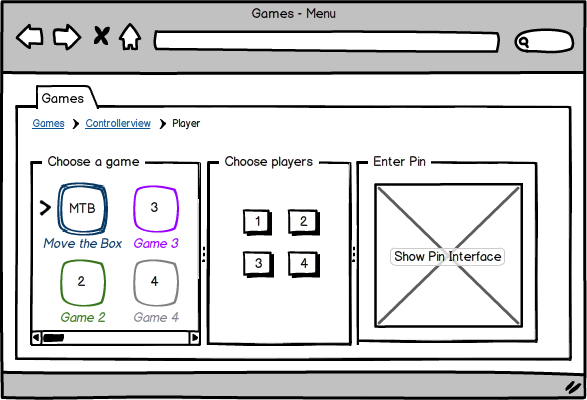 Games - Menu
Games
Games Controllerview Player
Choose a game
MTB
Move the Box
3
Game 3
2
Game 2
4
Game 4
Choose players
1 2
3 4
Enter Pin
Show Pin Interface